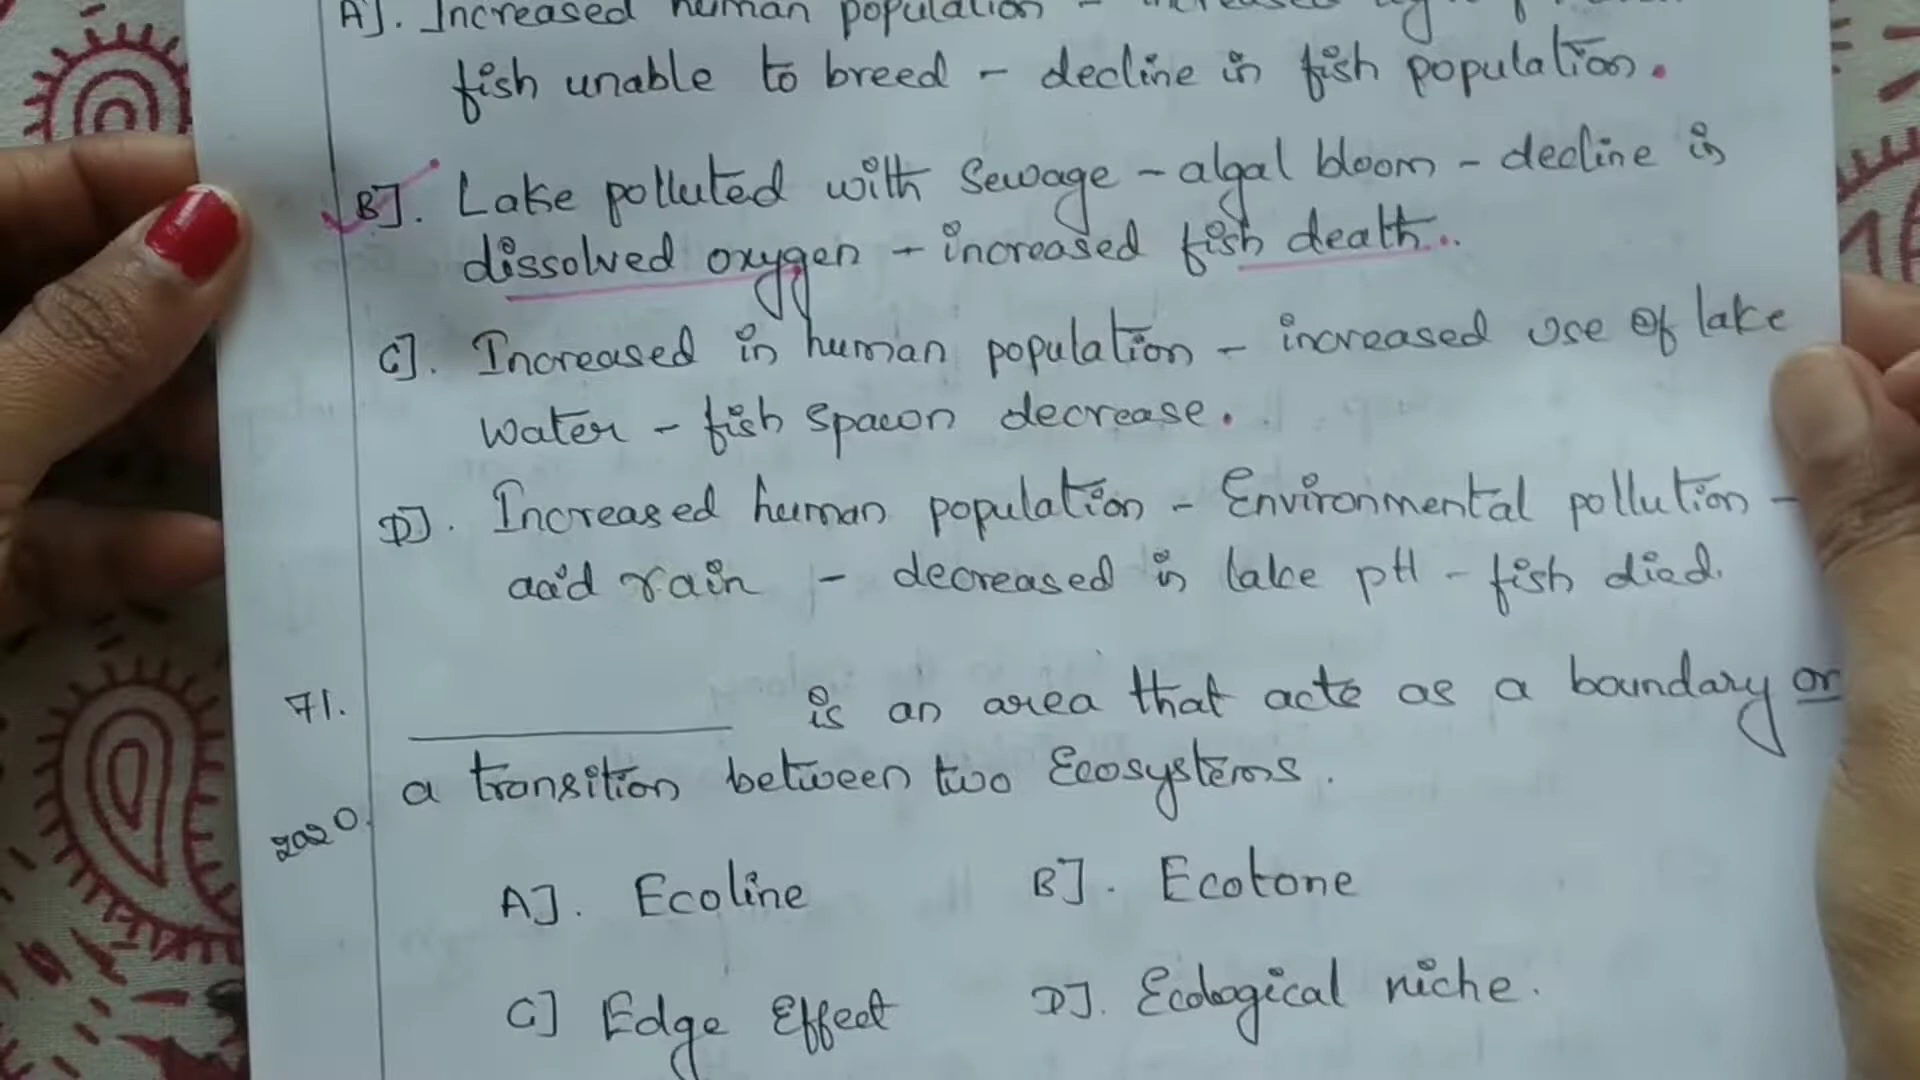 A]. Increased human population - increased
fish unable to breed - decline in fish population.
B]. Lake polluted with Sewage - algal bloom - decline in
dissolved oxygen - increased fish death..
C]. Increased in human population - increased use of lake
water - fish spawn decrease.
D]. Increased human population - Environmental pollution -
acid rain - decreased in lake pH - fish died.
71. ________ is an area that acts as a boundary or
a transition between two Ecosystems.
2020.
A]. Ecoline B]. Ecotone
C] Edge Effect D]. Ecological niche.